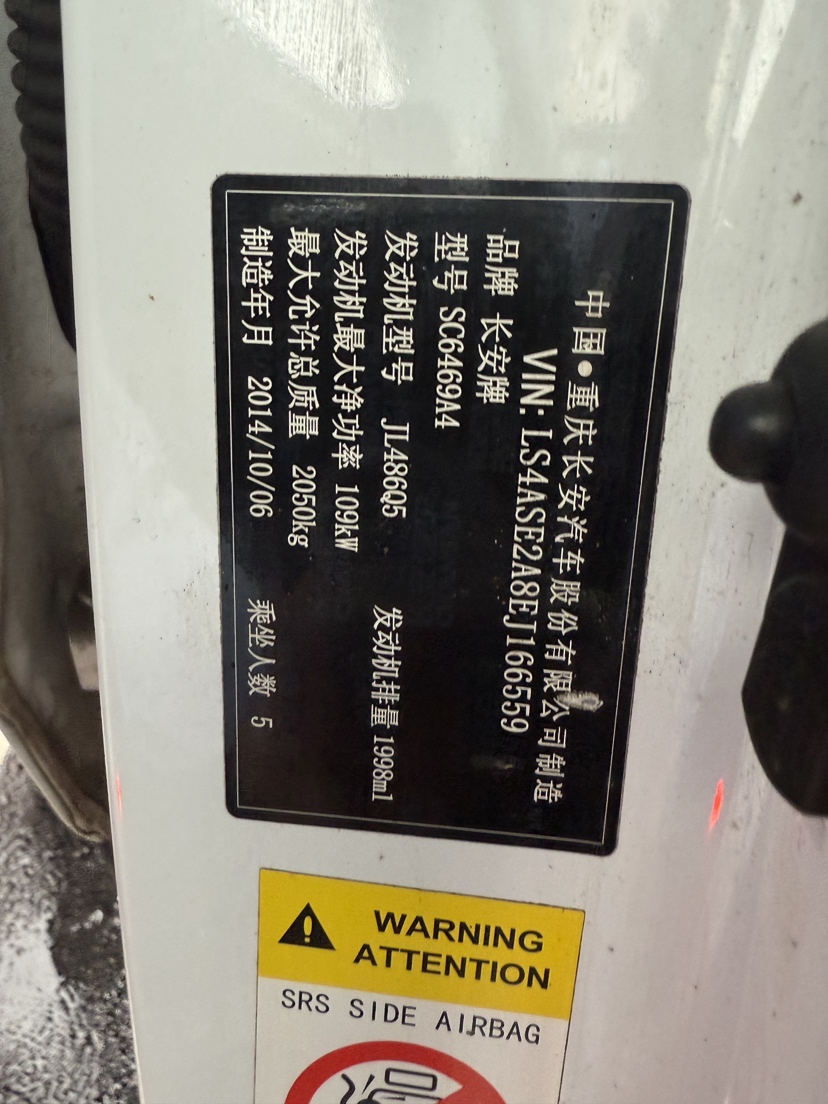 中国•重庆长安汽车股份有限公司制造
VIN: LS4ASE2A8EJ166559
品牌 长安牌
型号 SC6469A4
发动机型号 JL486Q5 发动机排量 1998ml
发动机最大净功率 109kW
最大允许总质量 2050kg
制造年月 2014/10/06 乘坐人数 5
WARNING
ATTENTION
SRS SIDE AIRBAG